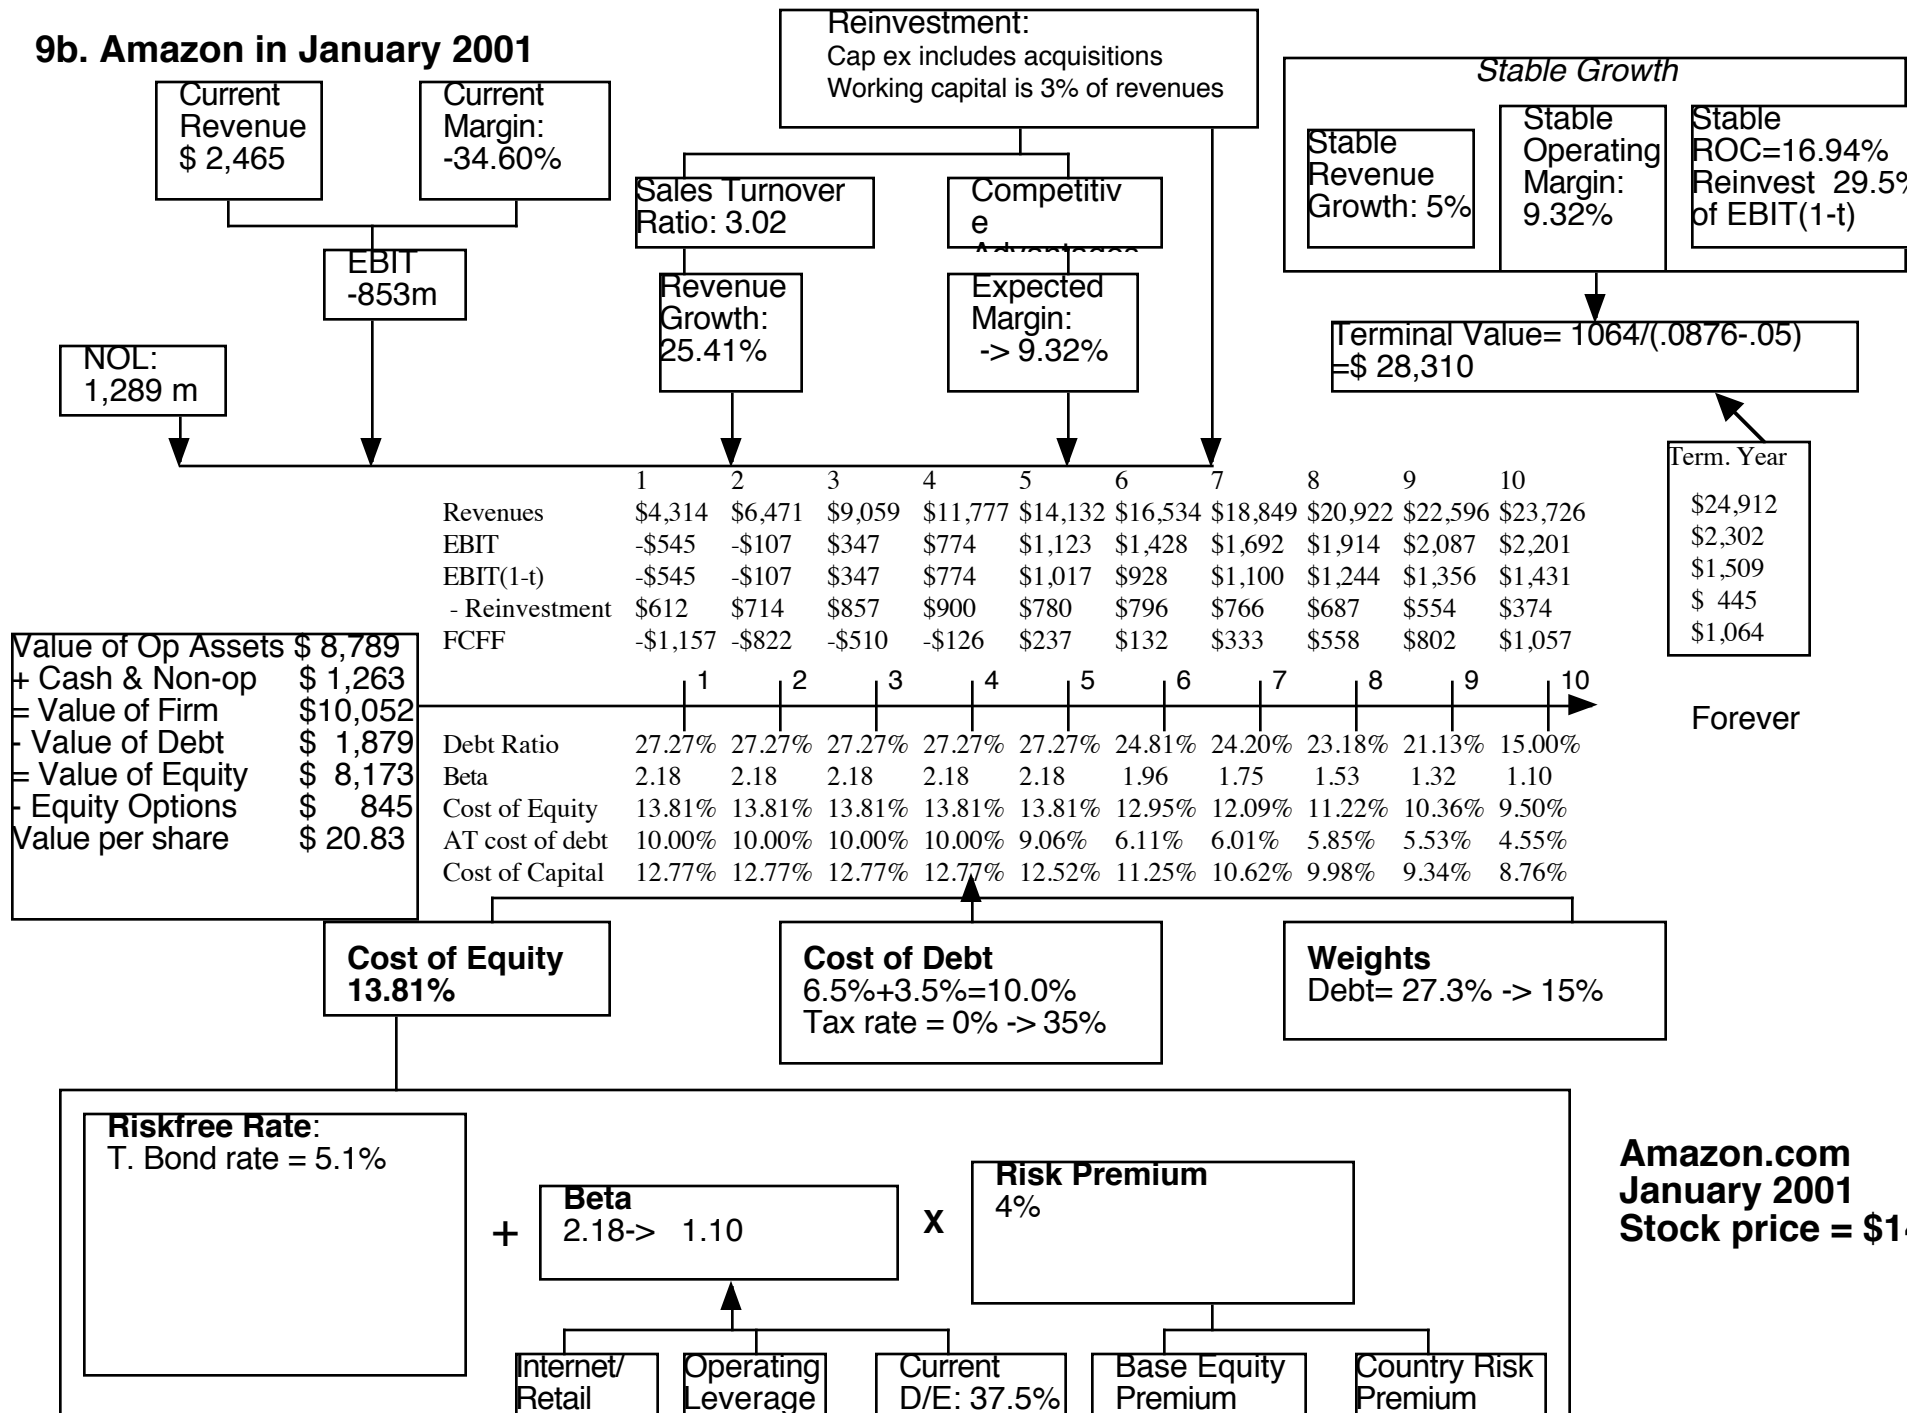 9b. Amazon in January 2001
Reinvestment:
Cap ex includes acquisitions
Working capital is 3% of revenues
Current
Revenue
$ 2,465
Current
Margin:
-34.60%
Stable Growth
Stable
Revenue
Growth: 5%
Stable
Operating
Margin:
9.32%
Stable
ROC=16.94%
Reinvest 29.5%
of EBIT(1-t)
Sales Turnover
Ratio: 3.02
Competitiv
e
Advantages
EBIT
-853m
Revenue
Growth:
25.41%
Expected
Margin:
-> 9.32%
NOL:
1,289 m
Terminal Value= 1064/(.0876-.05)
=$ 28,310
Term. Year
$24,912
$2,302
$1,509
$ 445
$1,064
1 2 3 4 5 6 7 8 9 10
Revenues $4,314 $6,471 $9,059 $11,777 $14,132 $16,534 $18,849 $20,922 $22,596 $23,726
EBIT -$545 -$107 $347 $774 $1,123 $1,428 $1,692 $1,914 $2,087 $2,201
EBIT(1-t) -$545 -$107 $347 $774 $1,017 $928 $1,100 $1,244 $1,356 $1,431
- Reinvestment $612 $714 $857 $900 $780 $796 $766 $687 $554 $374
FCFF -$1,157 -$822 -$510 -$126 $237 $132 $333 $558 $802 $1,057
1 2 3 4 5 6 7 8 9 10
Forever
Value of Op Assets $ 8,789
+ Cash & Non-op $ 1,263
= Value of Firm $10,052
- Value of Debt $ 1,879
= Value of Equity $ 8,173
- Equity Options $ 845
Value per share $ 20.83
Debt Ratio 27.27% 27.27% 27.27% 27.27% 27.27% 24.81% 24.20% 23.18% 21.13% 15.00%
Beta 2.18 2.18 2.18 2.18 2.18 1.96 1.75 1.53 1.32 1.10
Cost of Equity 13.81% 13.81% 13.81% 13.81% 13.81% 12.95% 12.09% 11.22% 10.36% 9.50%
AT cost of debt 10.00% 10.00% 10.00% 10.00% 9.06% 6.11% 6.01% 5.85% 5.53% 4.55%
Cost of Capital 12.77% 12.77% 12.77% 12.77% 12.52% 11.25% 10.62% 9.98% 9.34% 8.76%
Cost of Equity
13.81%
Cost of Debt
6.5%+3.5%=10.0%
Tax rate = 0% -> 35%
Weights
Debt= 27.3% -> 15%
Riskfree Rate:
T. Bond rate = 5.1%
+
Beta
2.18-> 1.10
X
Risk Premium
4%
Amazon.com
January 2001
Stock price = $1
Internet/
Retail
Operating
Leverage
Current
D/E: 37.5%
Base Equity
Premium
Country Risk
Premium